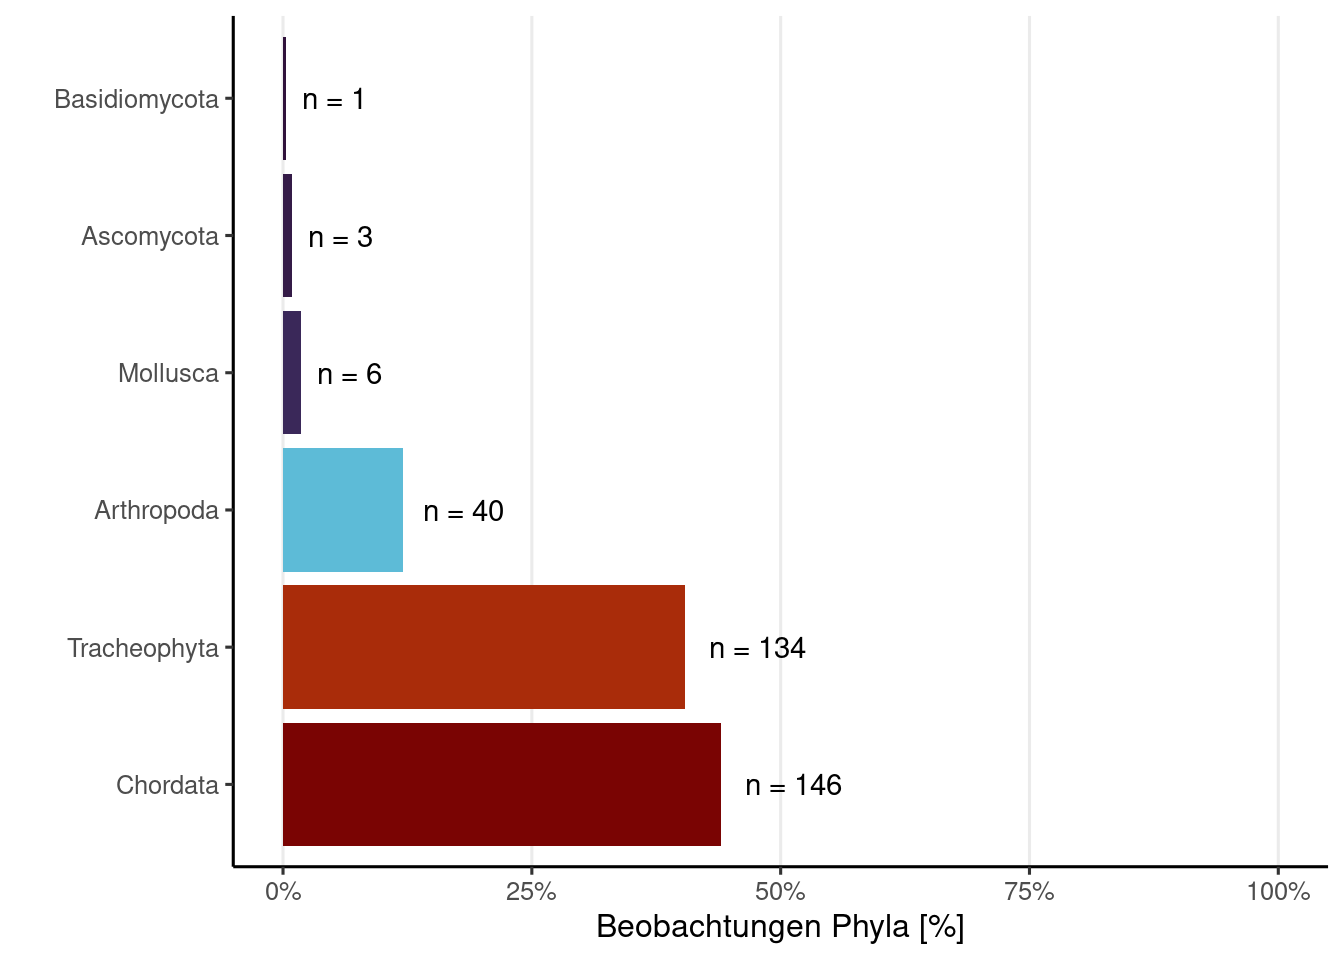 Basidiomycota n = 1
Ascomycota n = 3
Mollusca n = 6
Arthropoda n = 40
Tracheophyta n = 134
Chordata n = 146
0% 25% 50% 75% 100%
Beobachtungen Phyla [%]